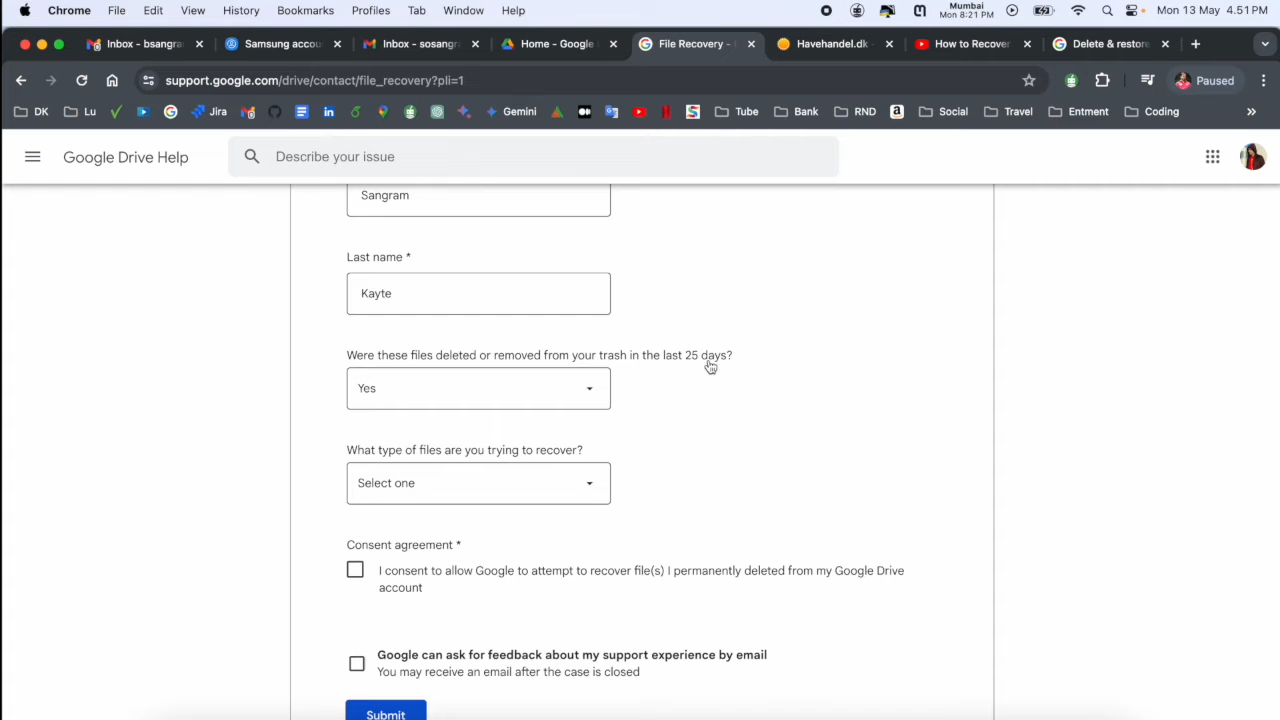 Chrome File Edit View History Bookmarks Profiles Tab Window Help Mumbai Mon 8:21 PM Mon 13 May 4.51 PM
Inbox - bsangra Samsung accou Inbox - sosangr Home - Google File Recovery - Havehandel.dk - How to Recover Delete & restore
support.google.com/drive/contact/file_recovery?pli=1 Paused
DK Lu Jira Gemini Tube Bank RND Social Travel Entment Coding
Google Drive Help Describe your issue
Sangram
Last name *
Kayte
Were these files deleted or removed from your trash in the last 25 days?
Yes
What type of files are you trying to recover?
Select one
Consent agreement *
I consent to allow Google to attempt to recover file(s) I permanently deleted from my Google Drive
account
Google can ask for feedback about my support experience by email
You may receive an email after the case is closed
Submit